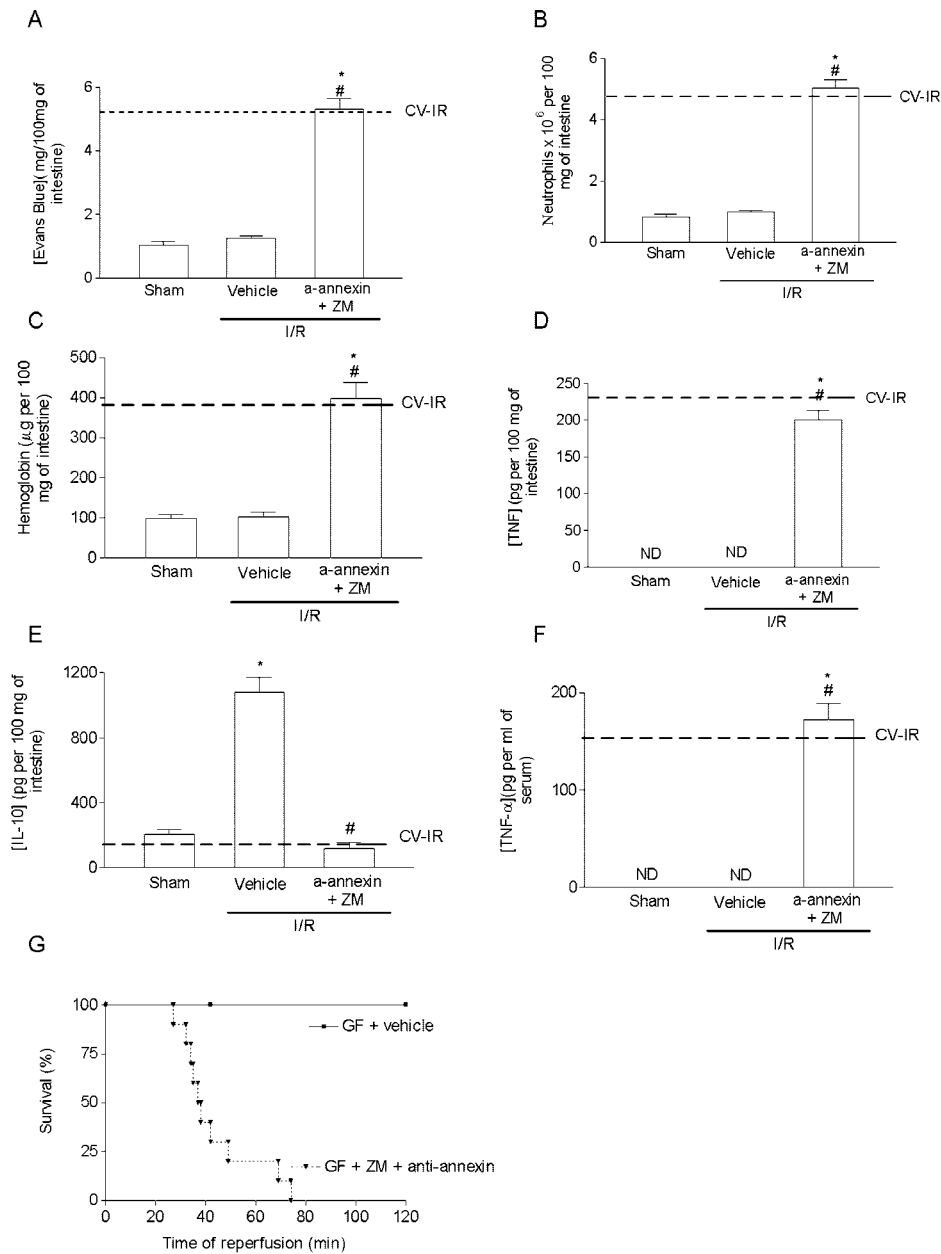 A
[Evans Blue]( mg/100mg of
intestine)
6
4
2
0
*
#
CV-IR
Sham
Vehicle
a-annexin
+ ZM
I/R
B
Neutrophils x 10^6 per 100
mg of intestine
6
4
2
0
*
#
CV-IR
Sham
Vehicle
a-annexin
+ ZM
I/R
C
Hemoglobin (µg per 100
mg of intestine)
500
400
300
200
100
0
*
#
CV-IR
Sham
Vehicle
a-annexin
+ ZM
I/R
D
[TNF] (pg per 100 mg of
intestine)
250
200
150
100
50
0
*
#
CV-IR
ND
ND
Sham
Vehicle
a-annexin
+ ZM
I/R
E
[IL-10] (pg per 100 mg of
intestine)
1200
800
400
0
*
#
CV-IR
Sham
Vehicle
a-annexin
+ ZM
I/R
F
[TNF-α](pg per ml of
serum)
200
100
0
*
#
CV-IR
ND
ND
Sham
Vehicle
a-annexin
+ ZM
I/R
G
Survival (%)
100
75
50
25
0
GF + vehicle
GF + ZM + anti-annexin
0 20 40 60 80 100 120
Time of reperfusion (min)